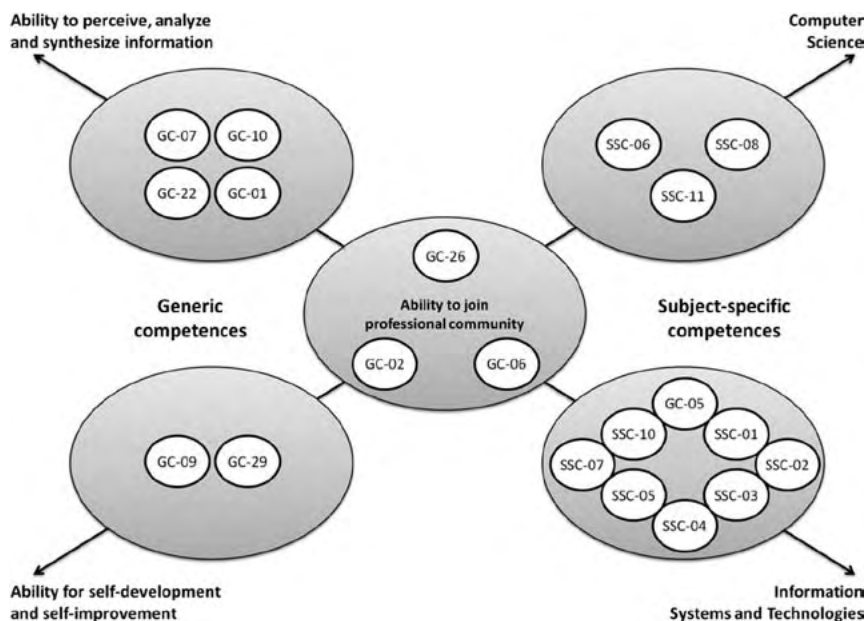 Ability to perceive, analyze
and synthesize information
Computer
Science
GC-07
GC-10
GC-22
GC-01
SSC-06
SSC-08
SSC-11
GC-26
Ability to join
professional community
GC-02
GC-06
Generic
competences
Subject-specific
competences
GC-09
GC-29
GC-05
SSC-10
SSC-01
SSC-07
SSC-02
SSC-05
SSC-03
SSC-04
Ability for self-development
and self-improvement
Information
Systems and Technologies